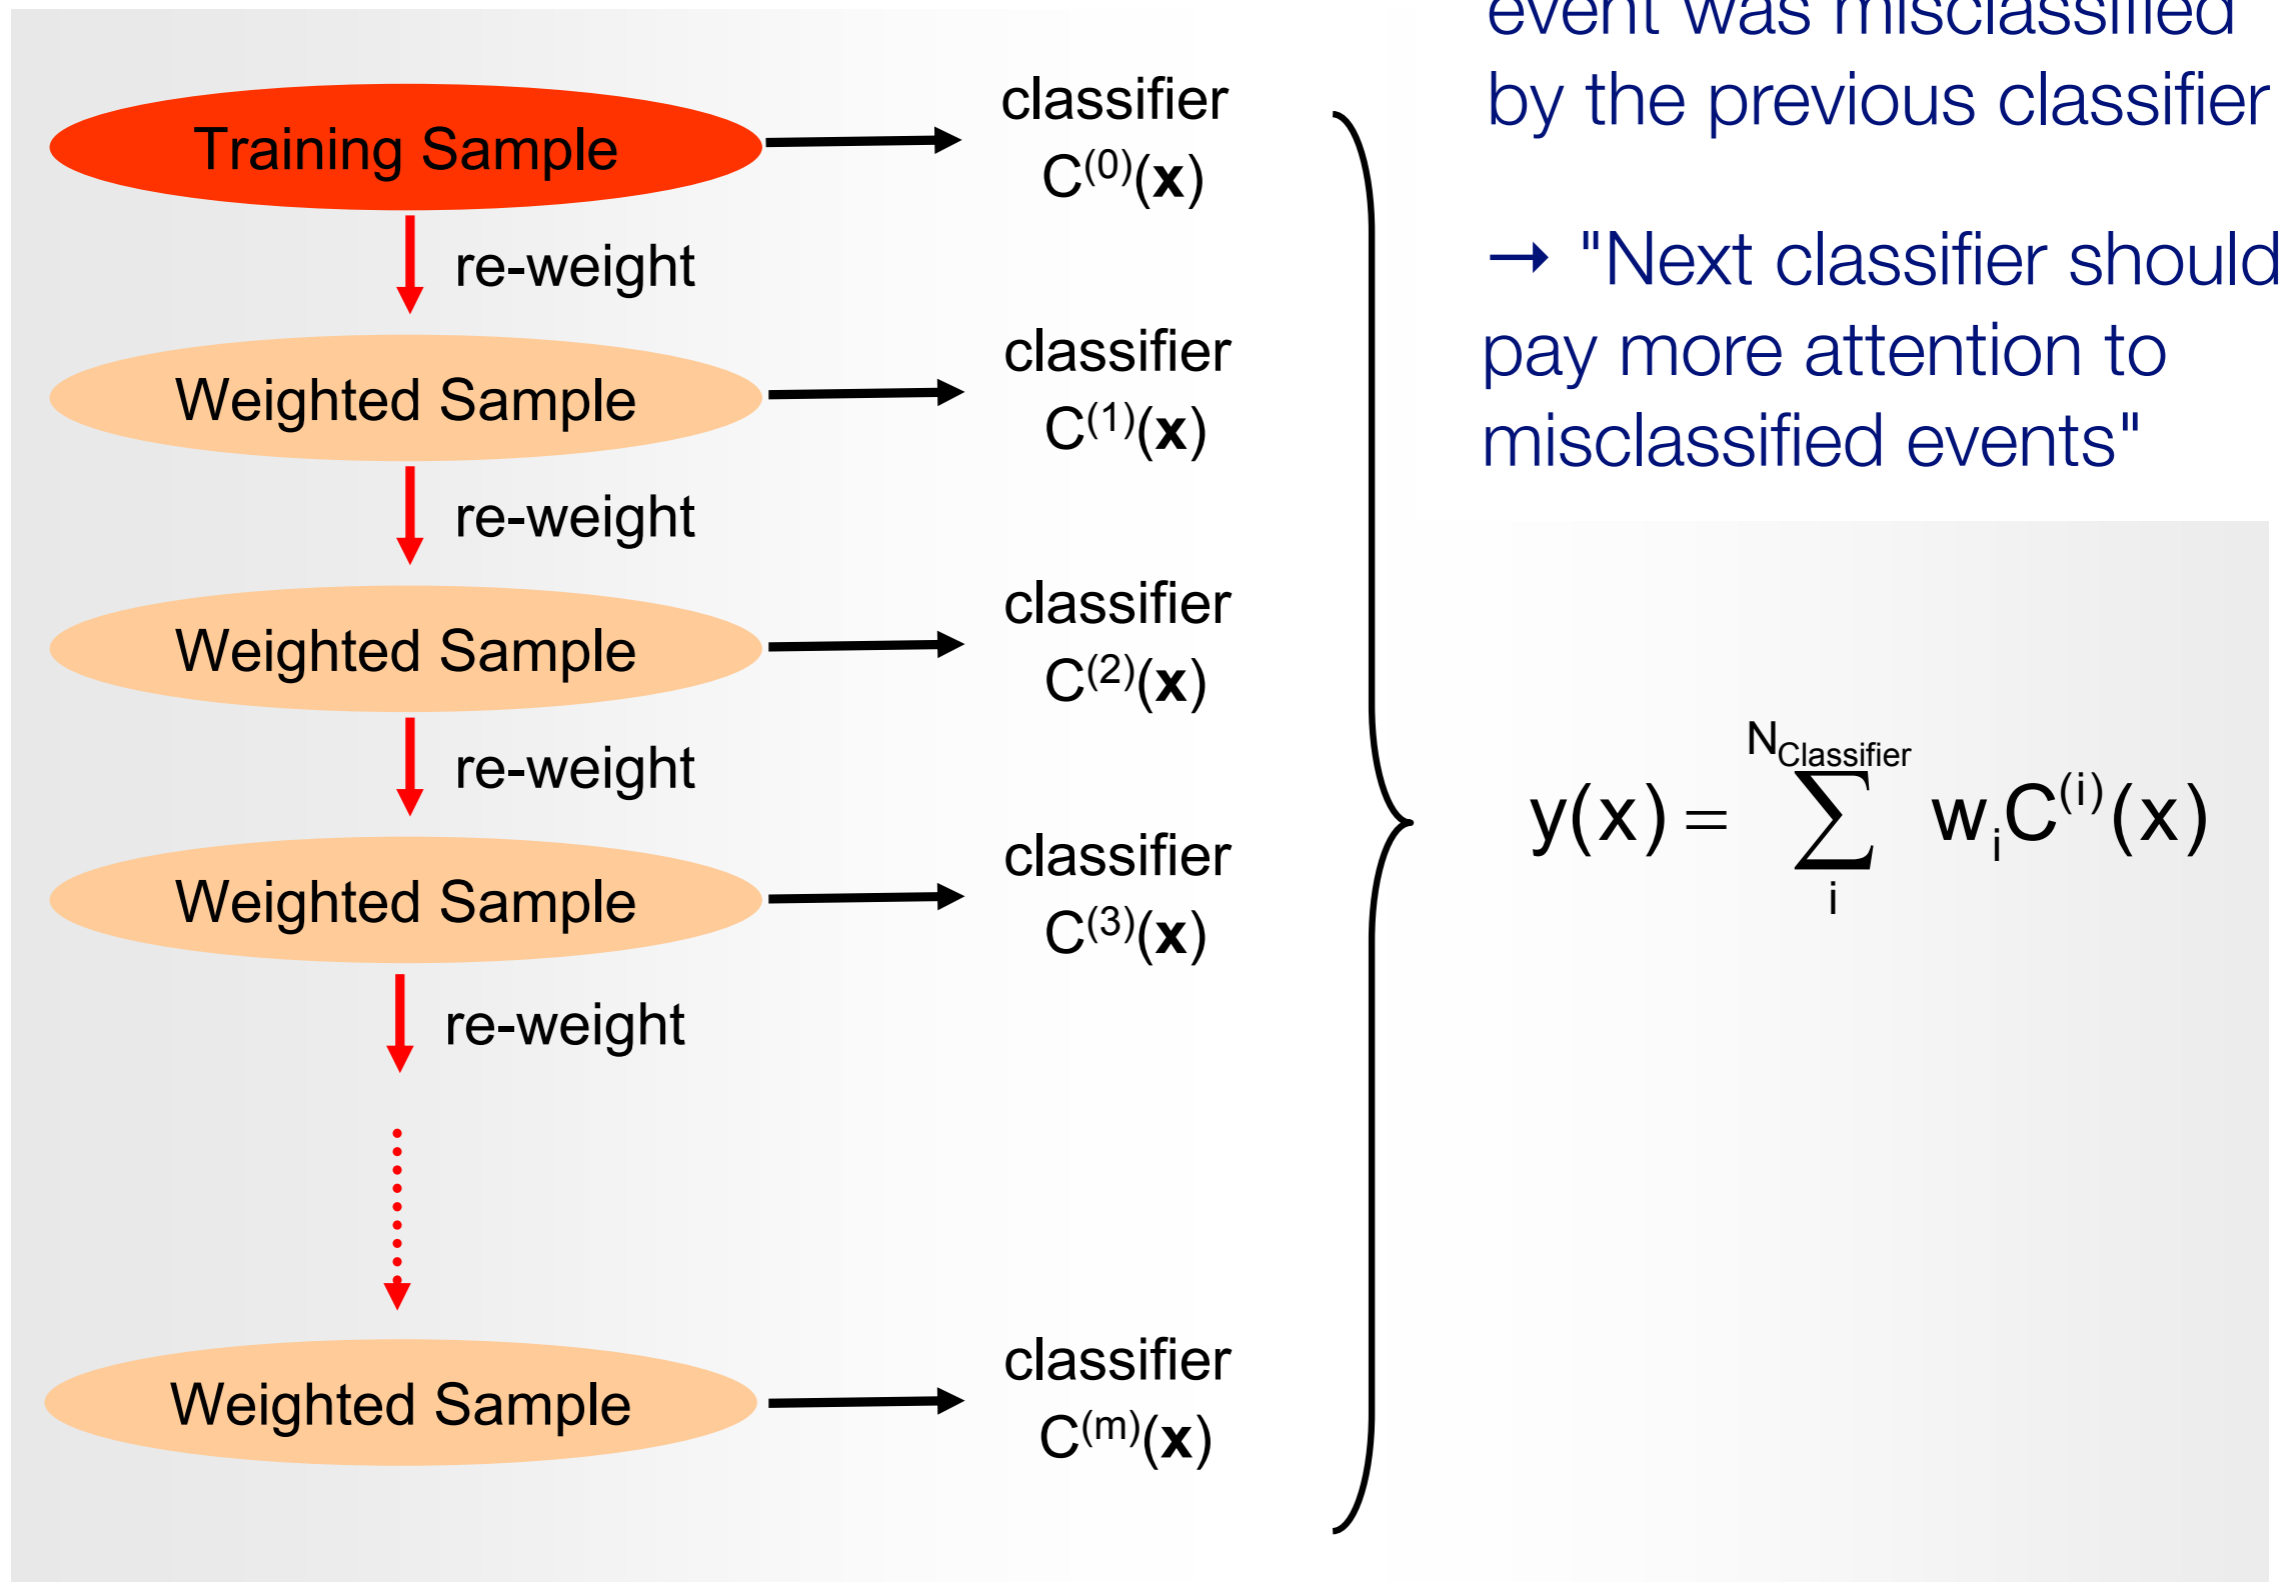 event was misclassified
by the previous classifier
→ "Next classifier should
pay more attention to
misclassified events"
Training Sample
classifier
C⁽⁰⁾(x)
re-weight
Weighted Sample
classifier
C⁽¹⁾(x)
re-weight
Weighted Sample
classifier
C⁽²⁾(x)
re-weight
Weighted Sample
classifier
C⁽³⁾(x)
re-weight
Weighted Sample
classifier
C⁽ᵐ⁾(x)
N_Classifier
y(x) = ∑ wᵢC⁽ⁱ⁾(x)
i